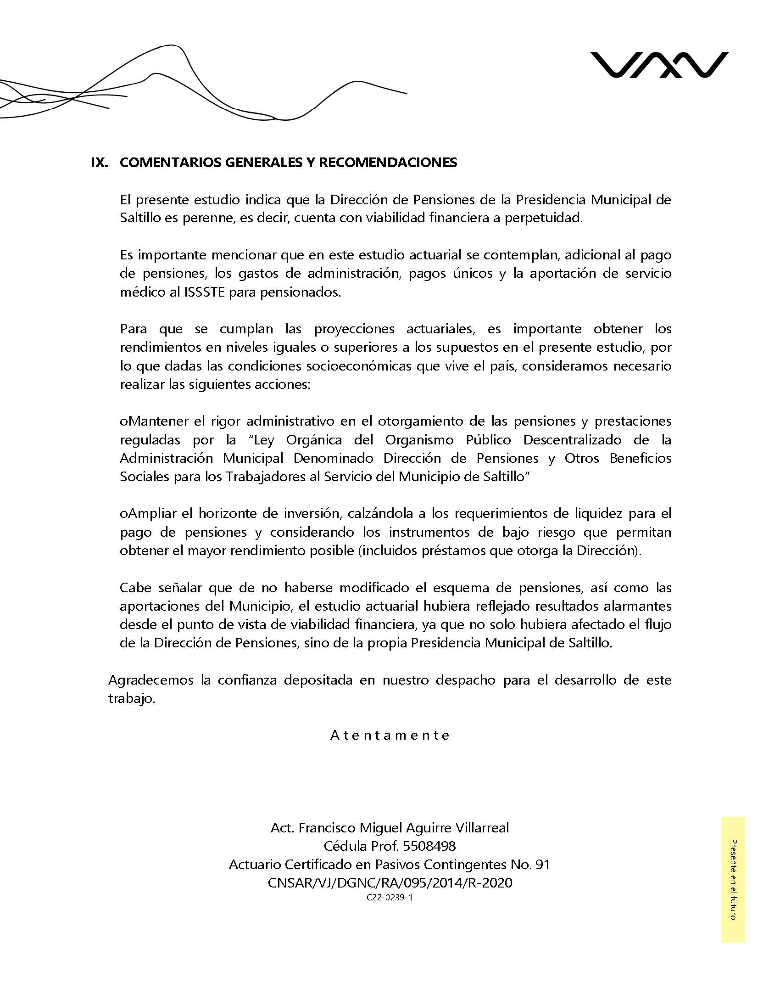 IX. COMENTARIOS GENERALES Y RECOMENDACIONES
El presente estudio indica que la Dirección de Pensiones de la Presidencia Municipal de
Saltillo es perenne, es decir, cuenta con viabilidad financiera a perpetuidad.
Es importante mencionar que en este estudio actuarial se contemplan, adicional al pago
de pensiones, los gastos de administración, pagos únicos y la aportación de servicio
médico al ISSSTE para pensionados.
Para que se cumplan las proyecciones actuariales, es importante obtener los
rendimientos en niveles iguales o superiores a los supuestos en el presente estudio, por
lo que dadas las condiciones socioeconómicas que vive el país, consideramos necesario
realizar las siguientes acciones:
oMantener el rigor administrativo en el otorgamiento de las pensiones y prestaciones
reguladas por la “Ley Orgánica del Organismo Público Descentralizado de la
Administración Municipal Denominado Dirección de Pensiones y Otros Beneficios
Sociales para los Trabajadores al Servicio del Municipio de Saltillo”
oAmpliar el horizonte de inversión, calzándola a los requerimientos de liquidez para el
pago de pensiones y considerando los instrumentos de bajo riesgo que permitan
obtener el mayor rendimiento posible (incluidos préstamos que otorga la Dirección).
Cabe señalar que de no haberse modificado el esquema de pensiones, así como las
aportaciones del Municipio, el estudio actuarial hubiera reflejado resultados alarmantes
desde el punto de vista de viabilidad financiera, ya que no solo hubiera afectado el flujo
de la Dirección de Pensiones, sino de la propia Presidencia Municipal de Saltillo.
Agradecemos la confianza depositada en nuestro despacho para el desarrollo de este
trabajo.
A t e n t a m e n t e
Act. Francisco Miguel Aguirre Villarreal
Cédula Prof. 5508498
Actuario Certificado en Pasivos Contingentes No. 91
CNSAR/VJ/DGNC/RA/095/2014/R-2020
C22-0239-1
Presente en el futuro